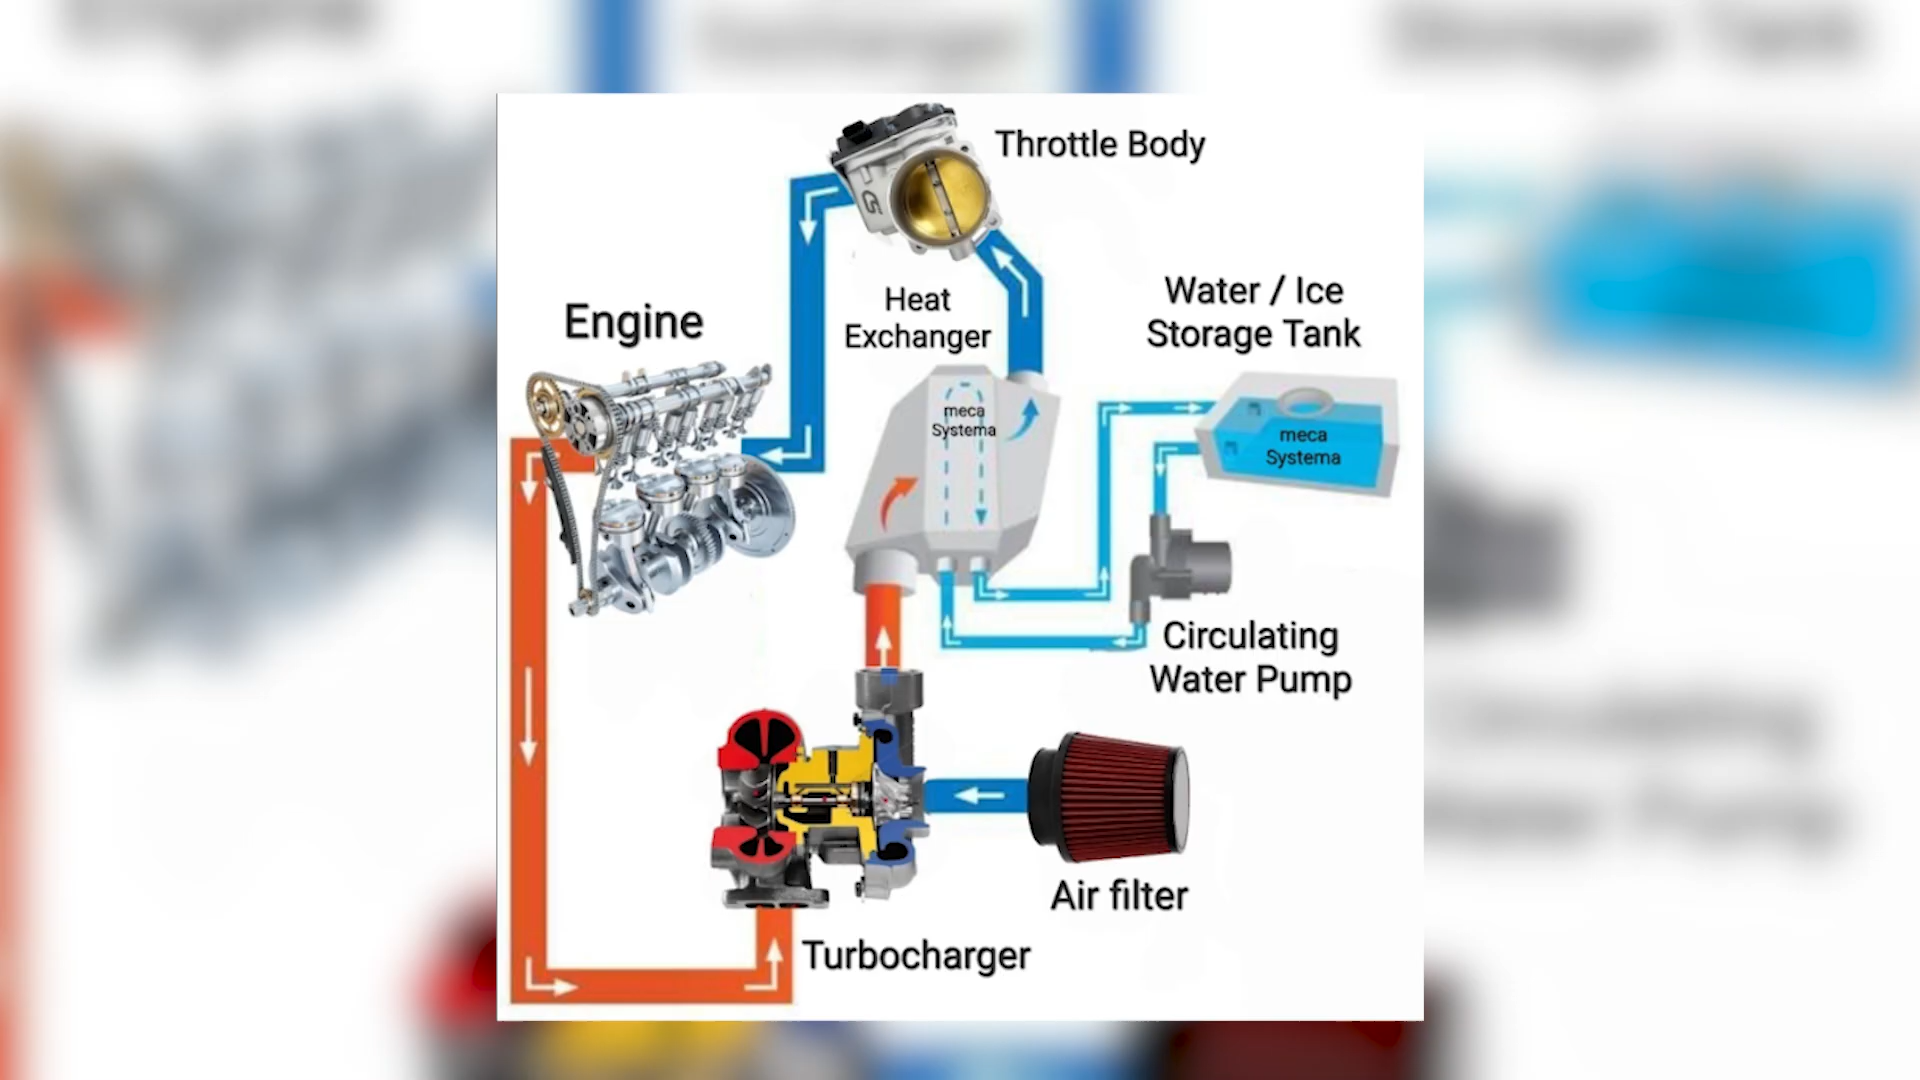 Throttle Body
Heat
Exchanger
Water / Ice
Storage Tank
Engine
meca
Systema
meca
Systema
Circulating
Water Pump
Air filter
Turbocharger